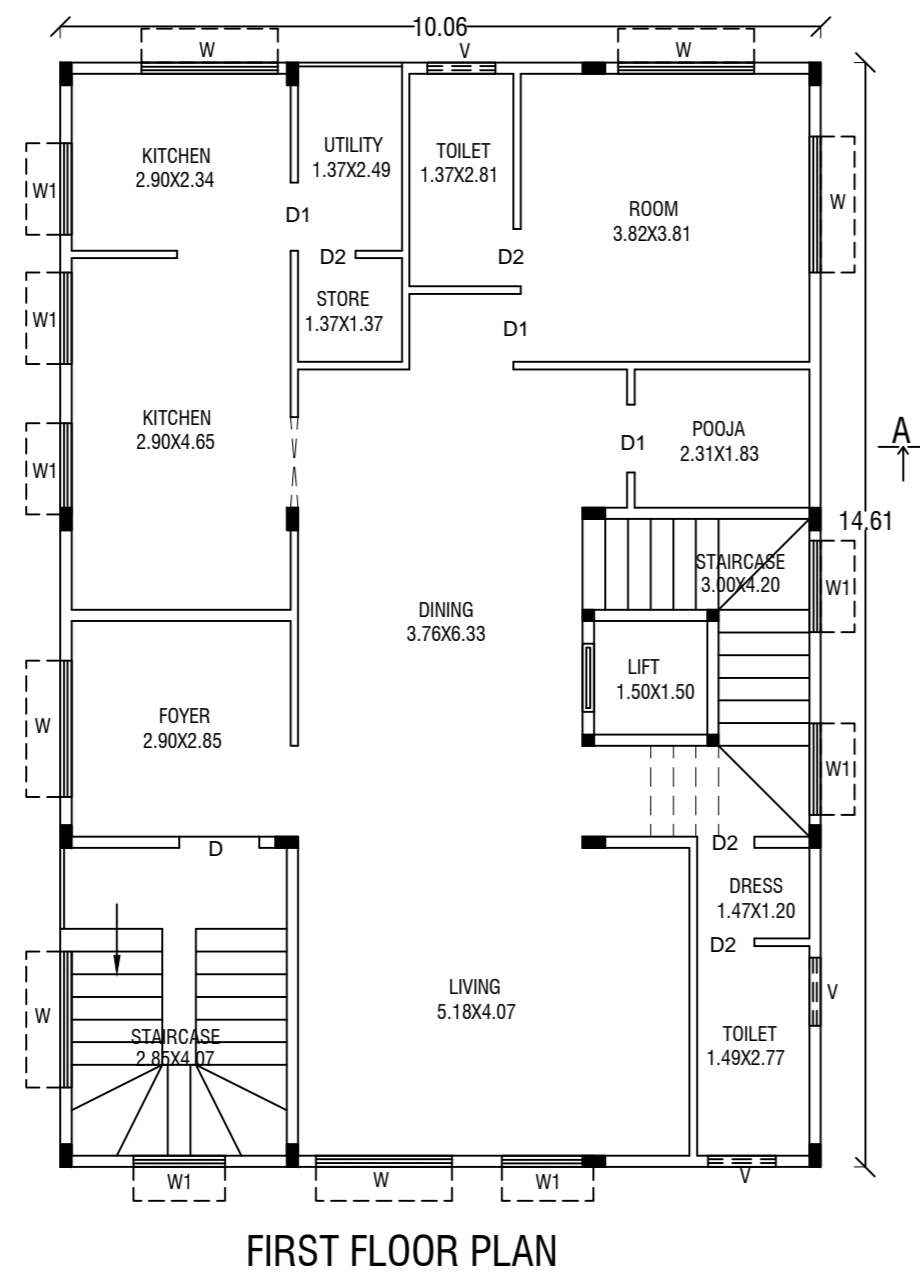 10.06
W
V
W
KITCHEN
2.90X2.34
UTILITY
1.37X2.49
TOILET
1.37X2.81
ROOM
3.82X3.81
W1
W
D1
D2
D2
W1
STORE
1.37X1.37
D1
KITCHEN
2.90X4.65
POOJA
2.31X1.83
D1
A
W1
14.61
STAIRCASE
3.00X4.20
W1
DINING
3.76X6.33
LIFT
1.50X1.50
FOYER
2.90X2.85
W
W1
D
D2
DRESS
1.47X1.20
D2
LIVING
5.18X4.07
V
W
STAIRCASE
2.85X4.07
TOILET
1.49X2.77
W1
W
W1
V
FIRST FLOOR PLAN